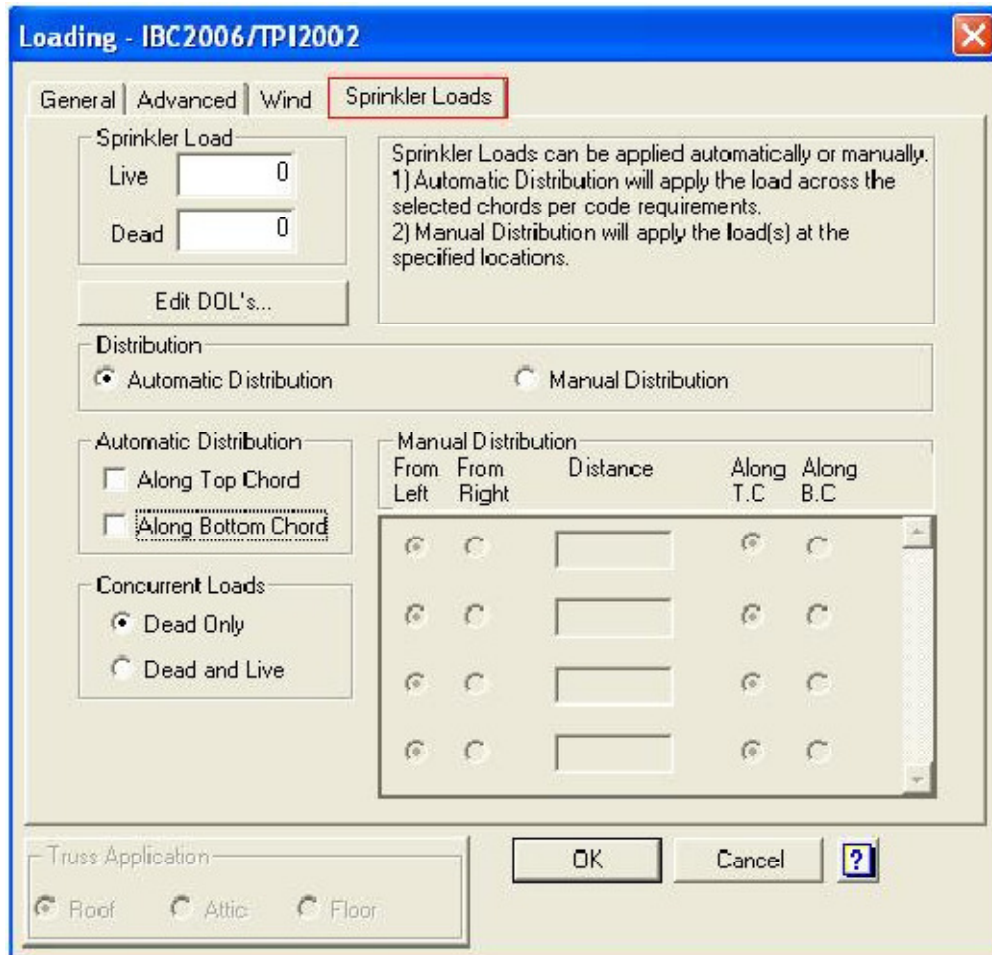 Loading - IBC2006/TPI2002
General
Advanced
Wind
Sprinkler Loads
Sprinkler Load
Live
0
Dead
0
Sprinkler Loads can be applied automatically or manually.
1) Automatic Distribution will apply the load across the
selected chords per code requirements.
2) Manual Distribution will apply the load(s) at the
specified locations.
Edit DOL's...
Distribution
Automatic Distribution
Manual Distribution
Automatic Distribution
Along Top Chord
Along Bottom Chord
Concurrent Loads
Dead Only
Dead and Live
Manual Distribution
From From Distance Along Along
Left Right T.C B.C
Truss Application
Roof
Attic
Floor
OK
Cancel
?